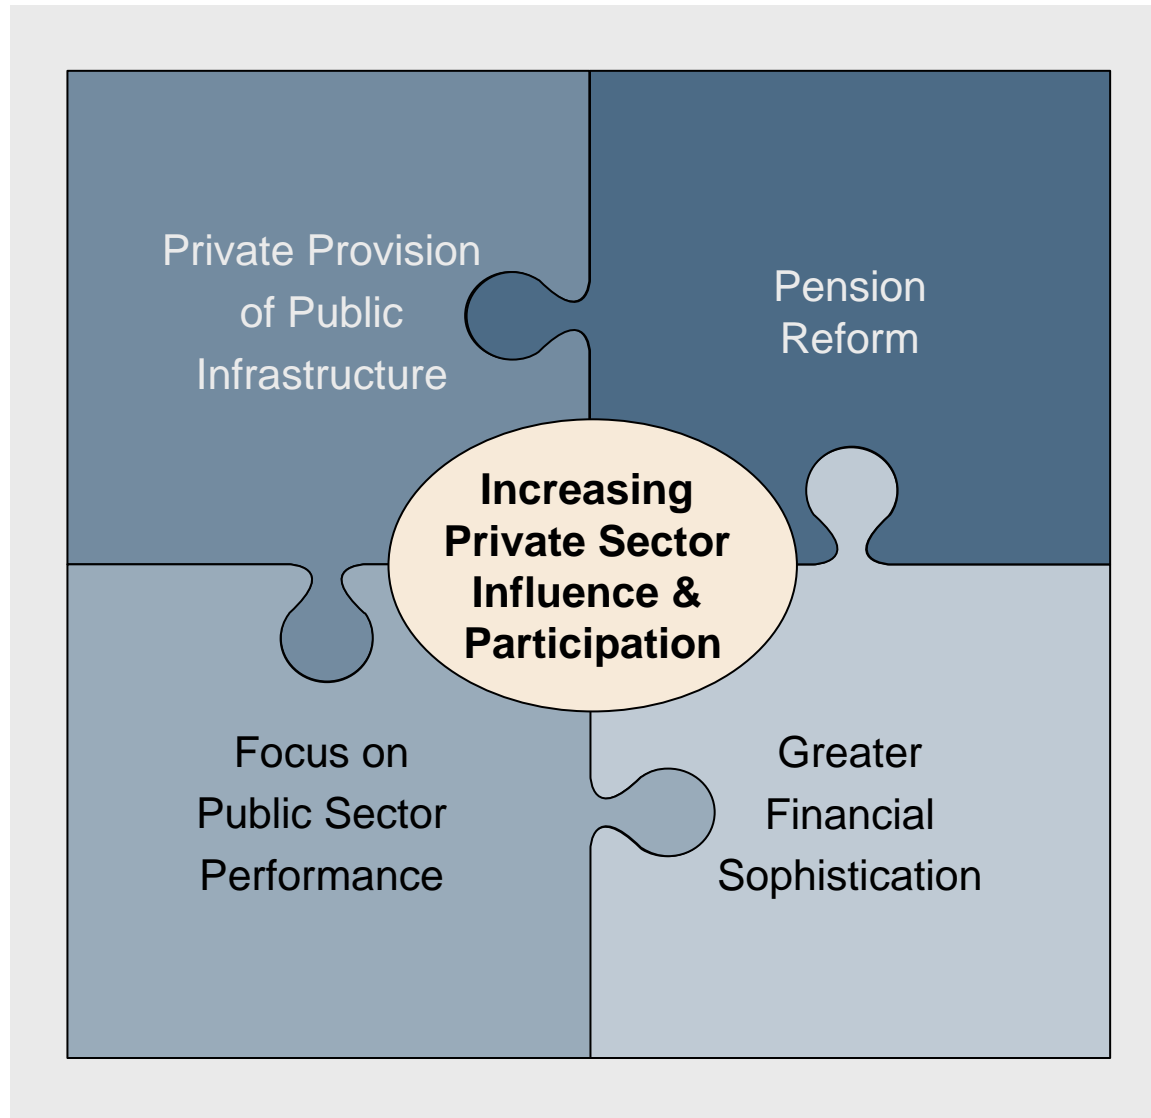 Private Provision
of Public
Infrastructure
Pension
Reform
Increasing
Private Sector
Influence &
Participation
Focus on
Public Sector
Performance
Greater
Financial
Sophistication